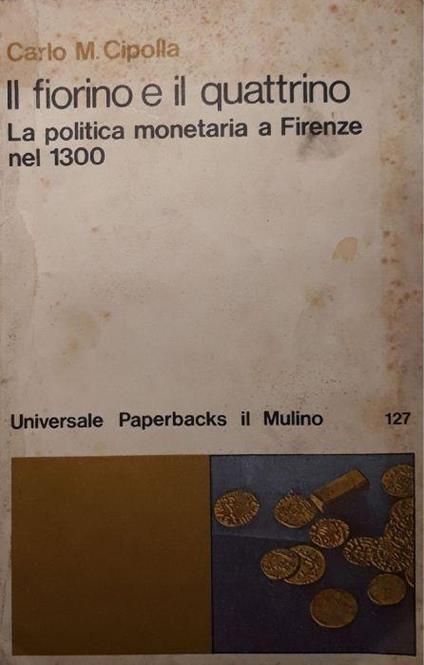 Carlo M. Cipolla
Il fiorino e il quattrino
La politica monetaria a Firenze
nel 1300
Universale Paperbacks il Mulino 127